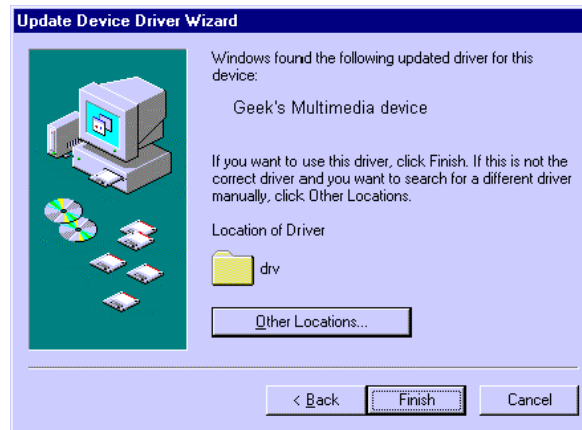 Update Device Driver Wizard
Windows found the following updated driver for this
device:
Geek's Multimedia device
If you want to use this driver, click Finish. If this is not the
correct driver and you want to search for a different driver
manually, click Other Locations.
Location of Driver
drv
Other Locations...
< Back
Finish
Cancel